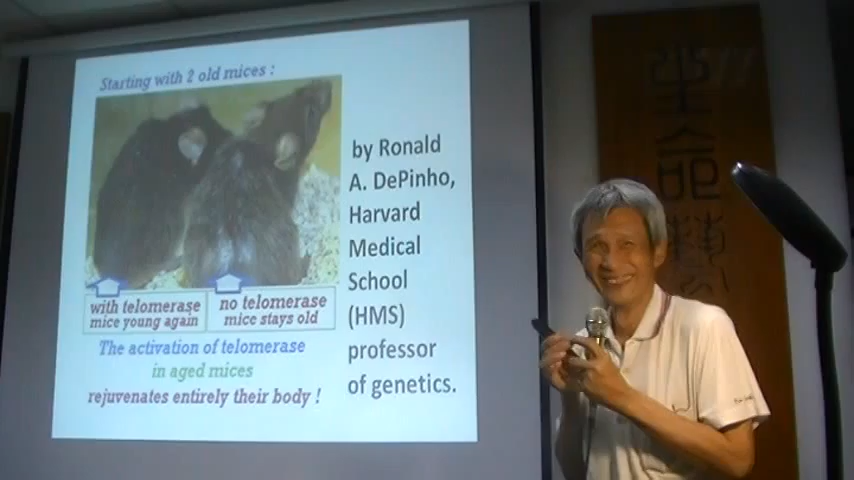 Starting with 2 old mices :
by Ronald
A. DePinho,
Harvard
Medical
School
(HMS)
professor
of genetics.
with telomerase
mice young again
no telomerase
mice stays old
The activation of telomerase
in aged mices
rejuvenates entirely their body !